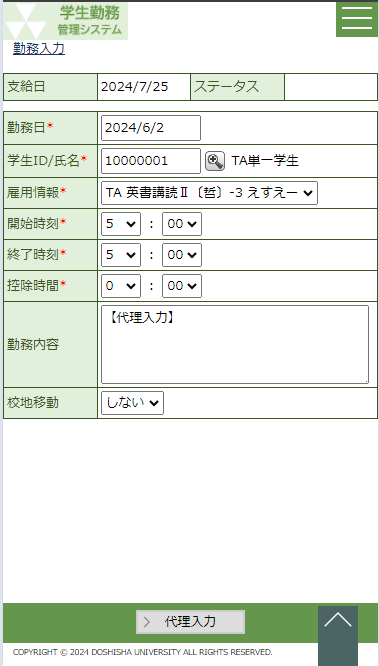 学生勤務
管理システム
勤務入力
支給日 2024/7/25 ステータス
勤務日* 2024/6/2
学生ID/氏名* 10000001 TA単一学生
雇用情報* TA 英書講読Ⅱ〔哲〕-3 えすえー
開始時刻* 5 : 00
終了時刻* 5 : 00
控除時間* 0 : 00
勤務内容 【代理入力】
校地移動 しない
代理入力
COPYRIGHT © 2024 DOSHISHA UNIVERSITY ALL RIGHTS RESERVED.